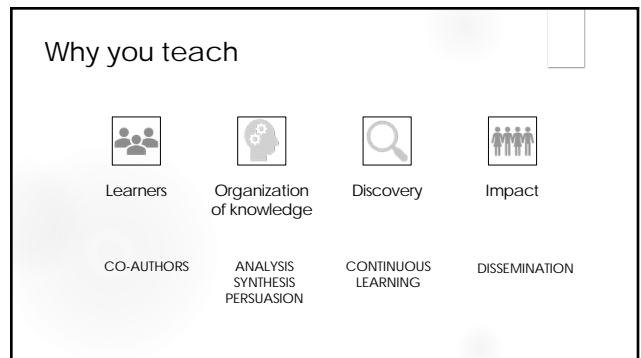 Why you teach
Learners
Organization
of knowledge
Discovery
Impact
CO-AUTHORS
ANALYSIS
SYNTHESIS
PERSUASION
CONTINUOUS
LEARNING
DISSEMINATION